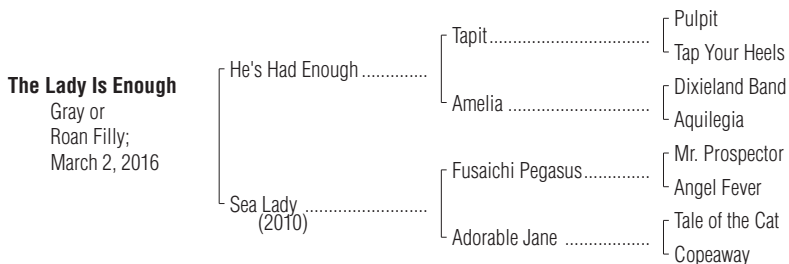 The Lady Is Enough
Gray or
Roan Filly;
March 2, 2016
He's Had Enough ..............
Sea Lady ..........................
(2010)
Tapit..................................
Amelia ..............................
Fusaichi Pegasus..............
Adorable Jane ..................
Pulpit
Tap Your Heels
Dixieland Band
Aquilegia
Mr. Prospector
Angel Fever
Tale of the Cat
Copeaway